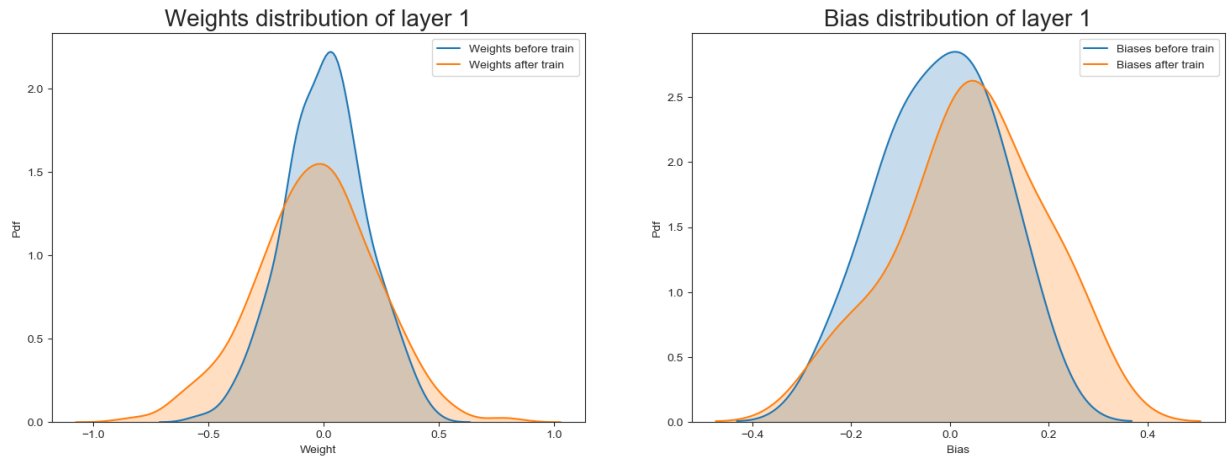 Weights distribution of layer 1
Weights before train
Weights after train
2.0
1.5
1.0
0.5
0.0
Pdf
−1.0 −0.5 0.0 0.5 1.0
Weight
Bias distribution of layer 1
Biases before train
Biases after train
2.5
2.0
1.5
1.0
0.5
0.0
Pdf
−0.4 −0.2 0.0 0.2 0.4
Bias